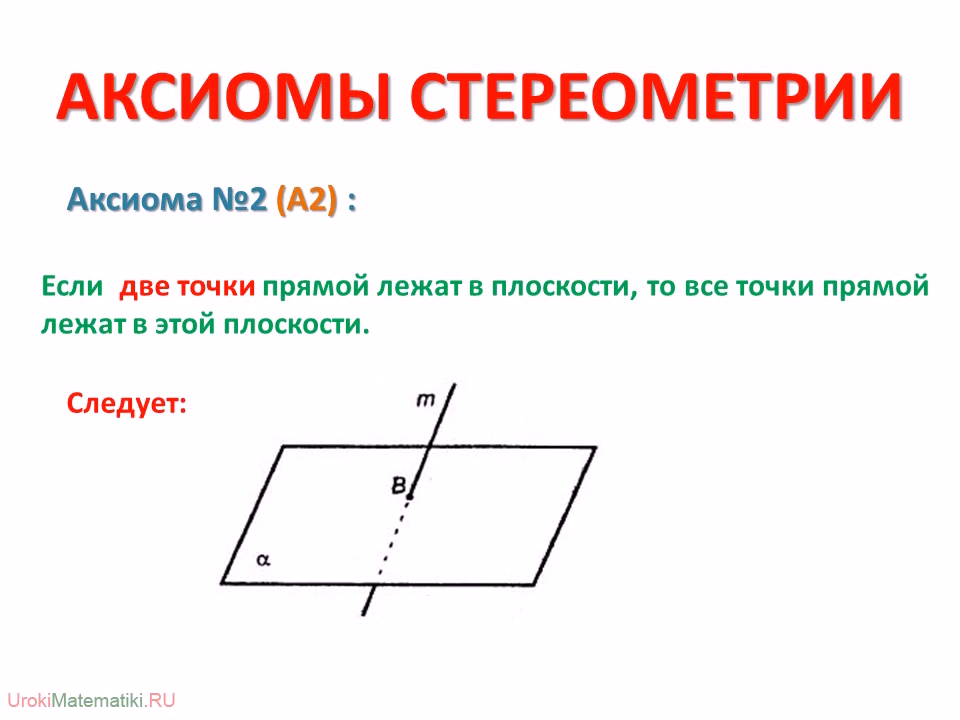 АКСИОМЫ СТЕРЕОМЕТРИИ
Аксиома №2 (А2) :
Если две точки прямой лежат в плоскости, то все точки прямой
лежат в этой плоскости.
Следует:
m
B
α
UrokiMatematiki.RU